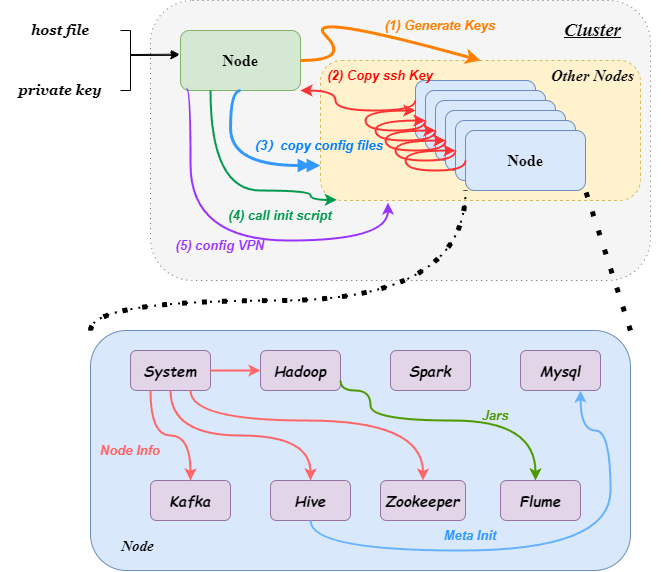 host file
private key
Node
(1) Generate Keys
Cluster
Other Nodes
(2) Copy ssh Key
(3) copy config files
Node
(4) call init script
(5) config VPN
System
Hadoop
Spark
Mysql
Jars
Node Info
Kafka
Hive
Zookeeper
Flume
Meta Init
Node